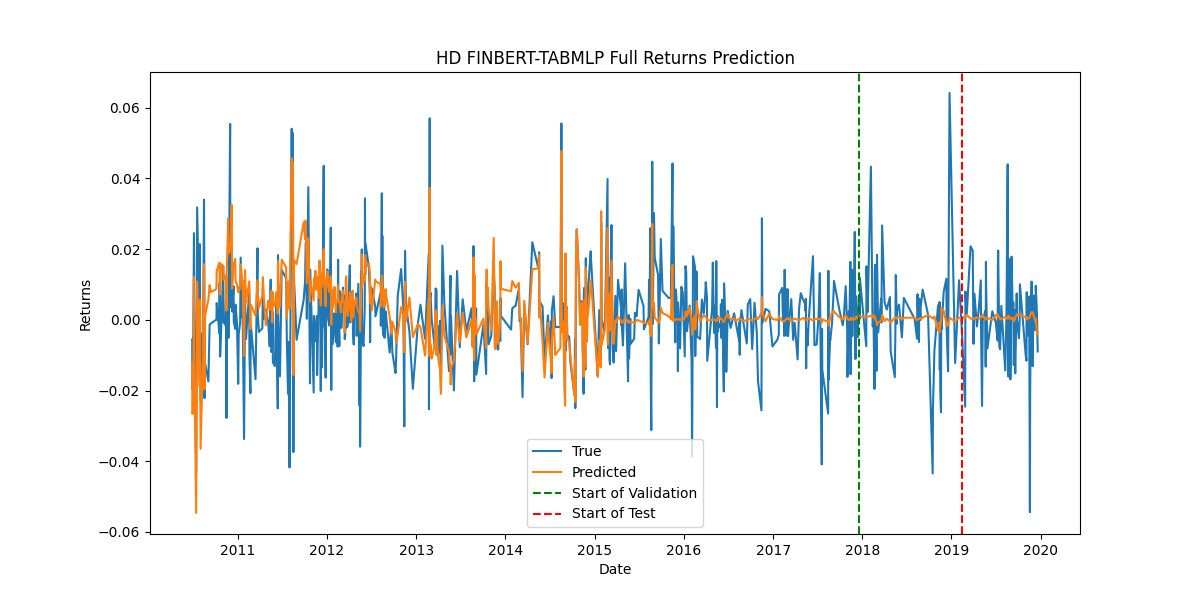 HD FINBERT-TABMLP Full Returns Prediction
Returns
0.06
0.04
0.02
0.00
−0.02
−0.04
−0.06
True
Predicted
Start of Validation
Start of Test
2011 2012 2013 2014 2015 2016 2017 2018 2019 2020
Date